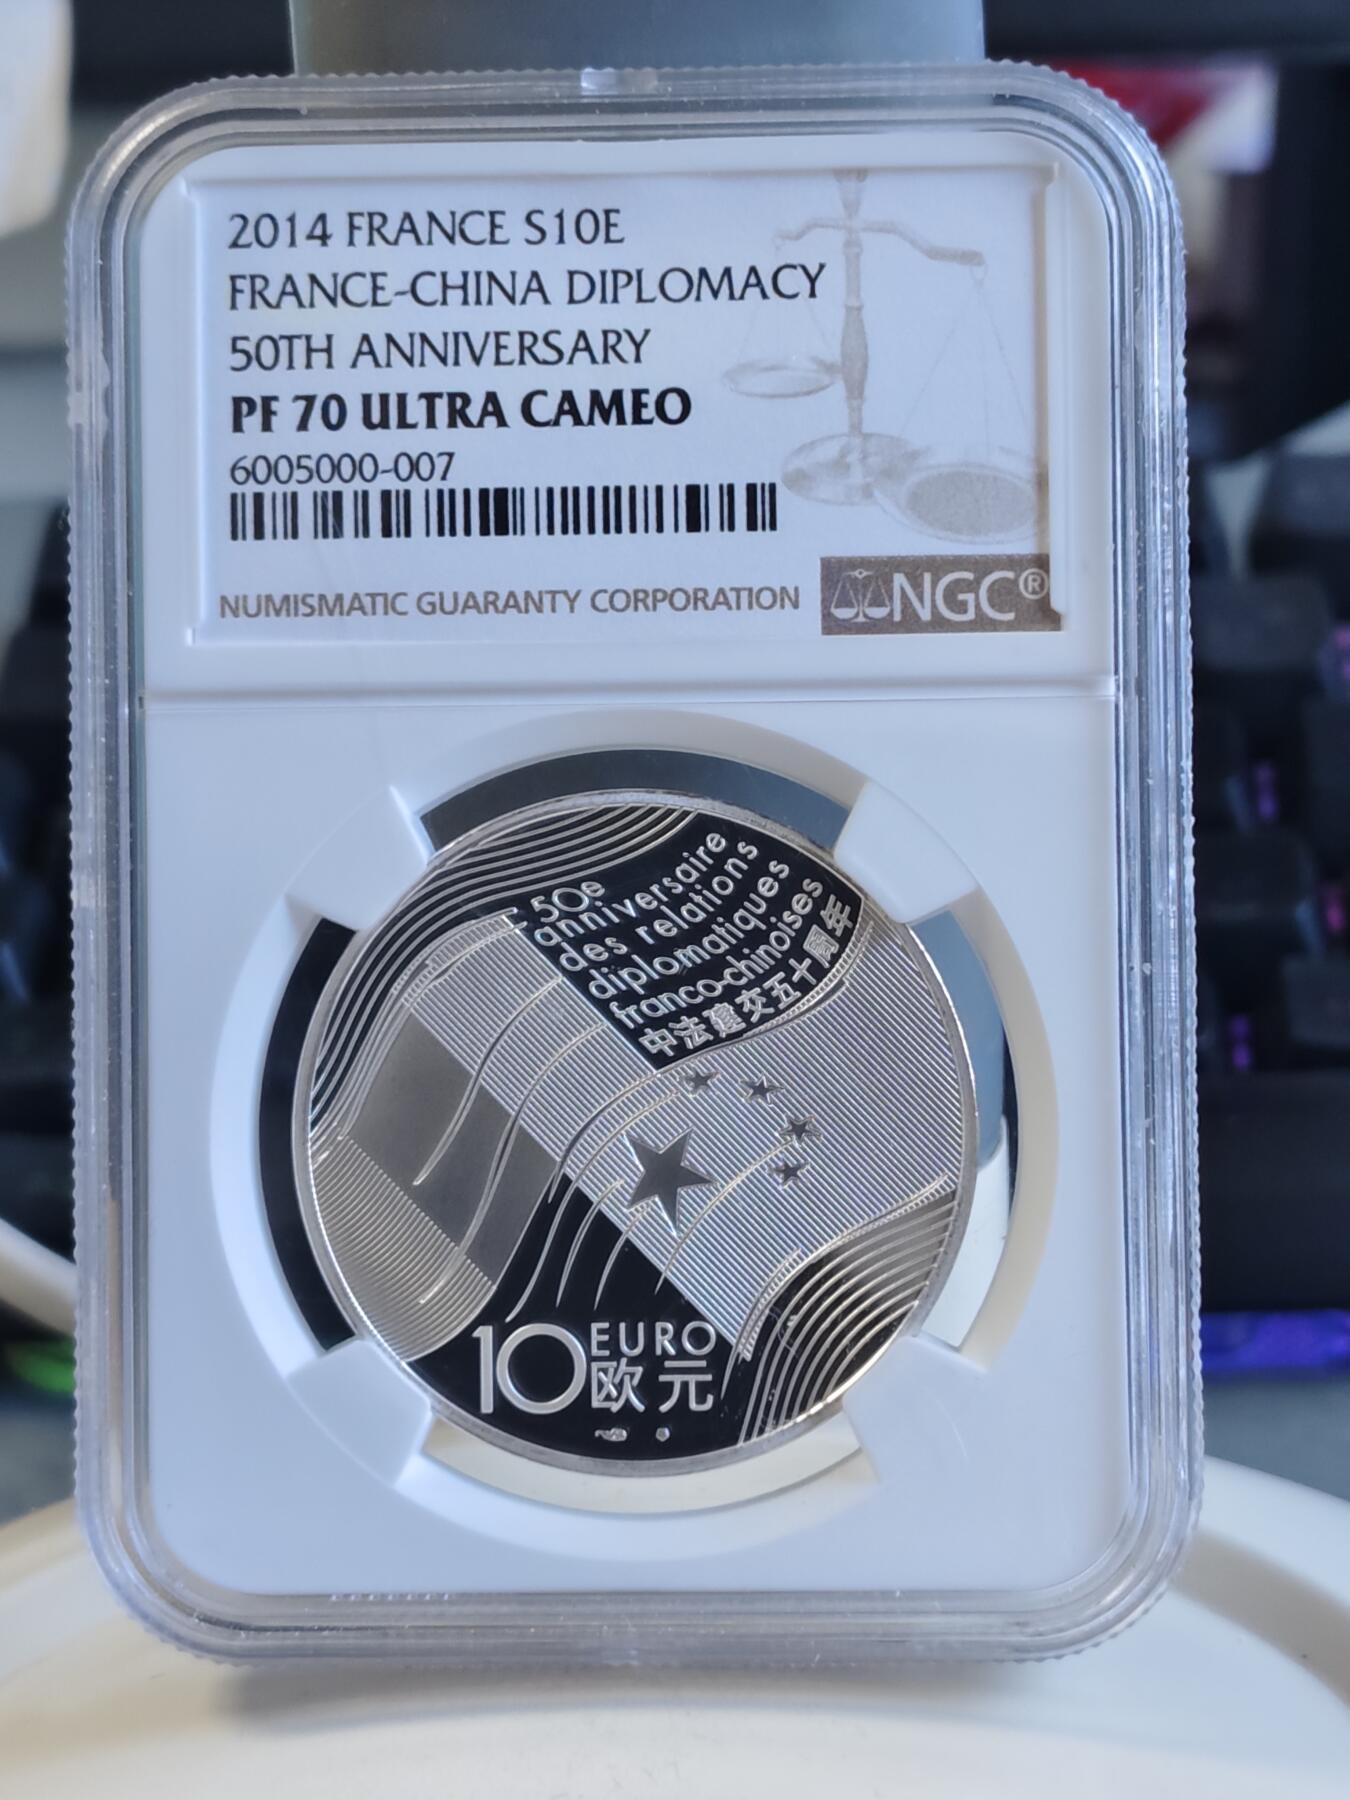 2014 FRANCE S10E
FRANCE-CHINA DIPLOMACY
50TH ANNIVERSARY
PF 70 ULTRA CAMEO
6005000-007
NUMISMATIC GUARANTY CORPORATION
NGC®
50e
anniversaire
des relations
diplomatiques
franco-chinoises
中法建交五十周年
10 EURO
欧元